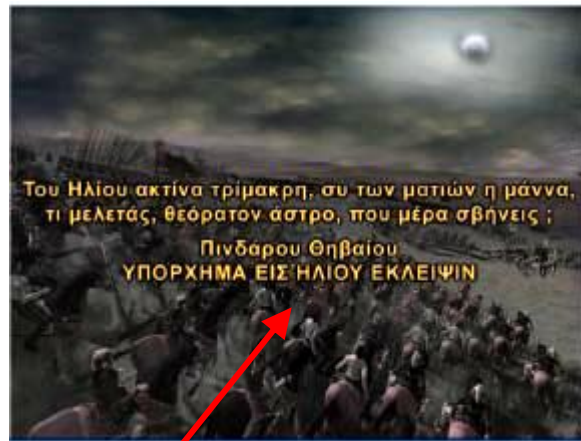 Του Ηλίου ακτίνα τρίμακρη, συ των ματιών η μάννα,
τι μελετάς, θεόρατον άστρο, που μέρα σβήνεις ;
Πινδάρου Θηβαίου
ΥΠΟΡΧΗΜΑ ΕΙΣ ΗΛΙΟΥ ΕΚΛΕΙΨΙΝ